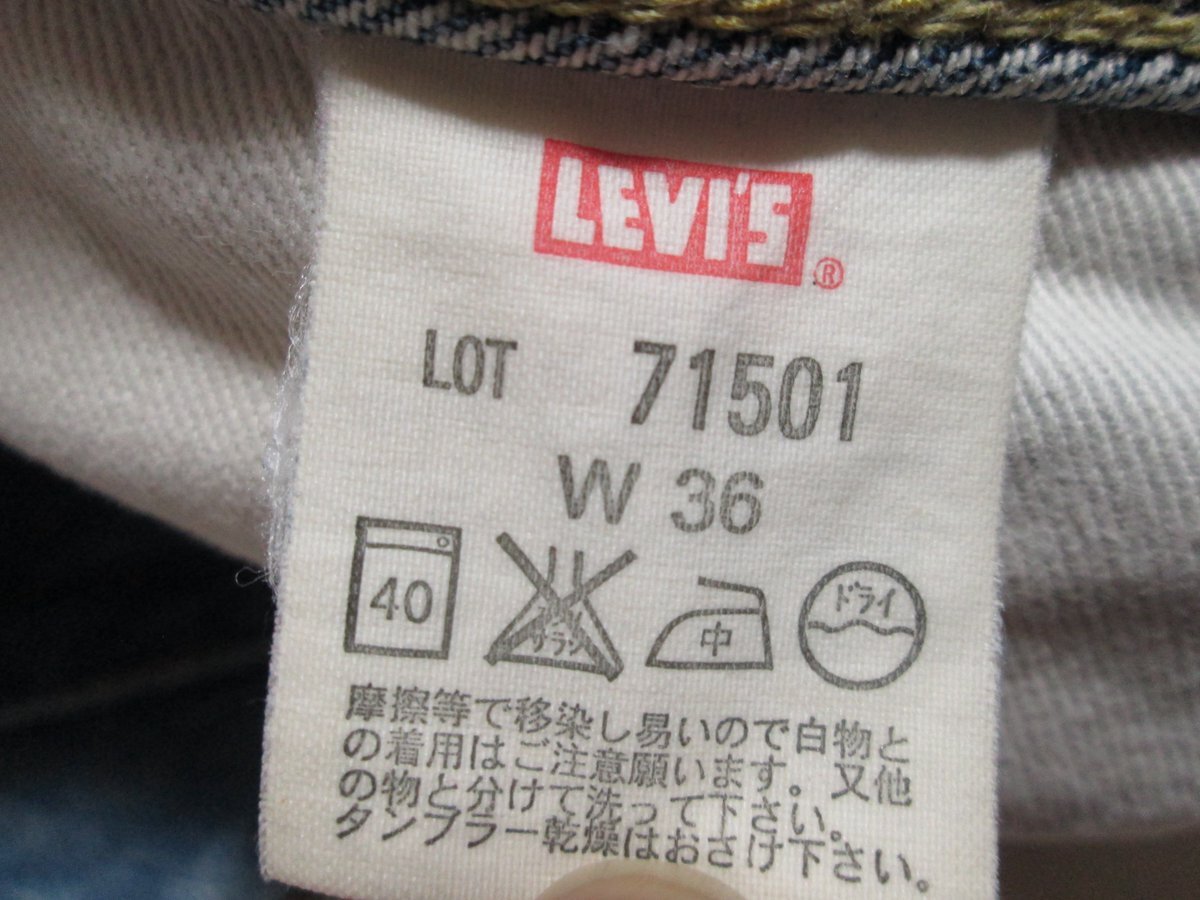 LEVI'S®
LOT 71501
W 36
40 サラシ 中 ドライ
摩擦等で移染し易いので白物と
の着用はご注意願います。又他
の物と分けて洗って下さい。
タンブラー乾燥はおさけ下さい。